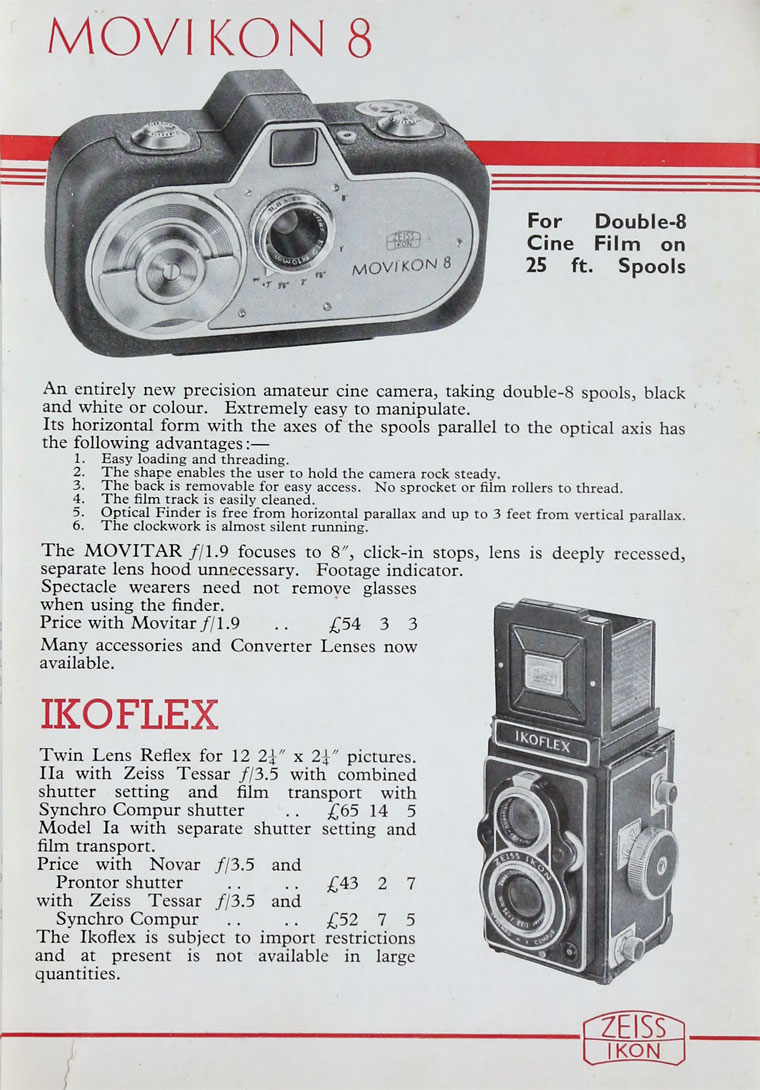 MOVIKON 8
ZEISS
IKON
MOVIKON 8
For Double-8
Cine Film on
25 ft. Spools
An entirely new precision amateur cine camera, taking double-8 spools, black
and white or colour. Extremely easy to manipulate.
Its horizontal form with the axes of the spools parallel to the optical axis has
the following advantages:—
1. Easy loading and threading.
2. The shape enables the user to hold the camera rock steady.
3. The back is removable for easy access. No sprocket or film rollers to thread.
4. The film track is easily cleaned.
5. Optical Finder is free from horizontal parallax and up to 3 feet from vertical parallax.
6. The clockwork is almost silent running.
The MOVITAR f/1.9 focuses to 8″, click-in stops, lens is deeply recessed,
separate lens hood unnecessary. Footage indicator.
Spectacle wearers need not remove glasses
when using the finder.
Price with Movitar f/1.9 .. £54 3 3
Many accessories and Converter Lenses now
available.
IKOFLEX
Twin Lens Reflex for 12 2¼″ x 2¼″ pictures.
IIa with Zeiss Tessar f/3.5 with combined
shutter setting and film transport with
Synchro Compur shutter .. £65 14 5
Model Ia with separate shutter setting and
film transport.
Price with Novar f/3.5 and
Prontor shutter .. .. £43 2 7
with Zeiss Tessar f/3.5 and
Synchro Compur .. .. £52 7 5
The Ikoflex is subject to import restrictions
and at present is not available in large
quantities.
IKOFLEX
ZEISS IKON
ZEISS
IKON